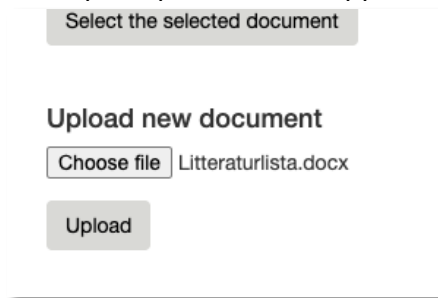 Select the selected document
Upload new document
Choose file Litteraturlista.docx
Upload